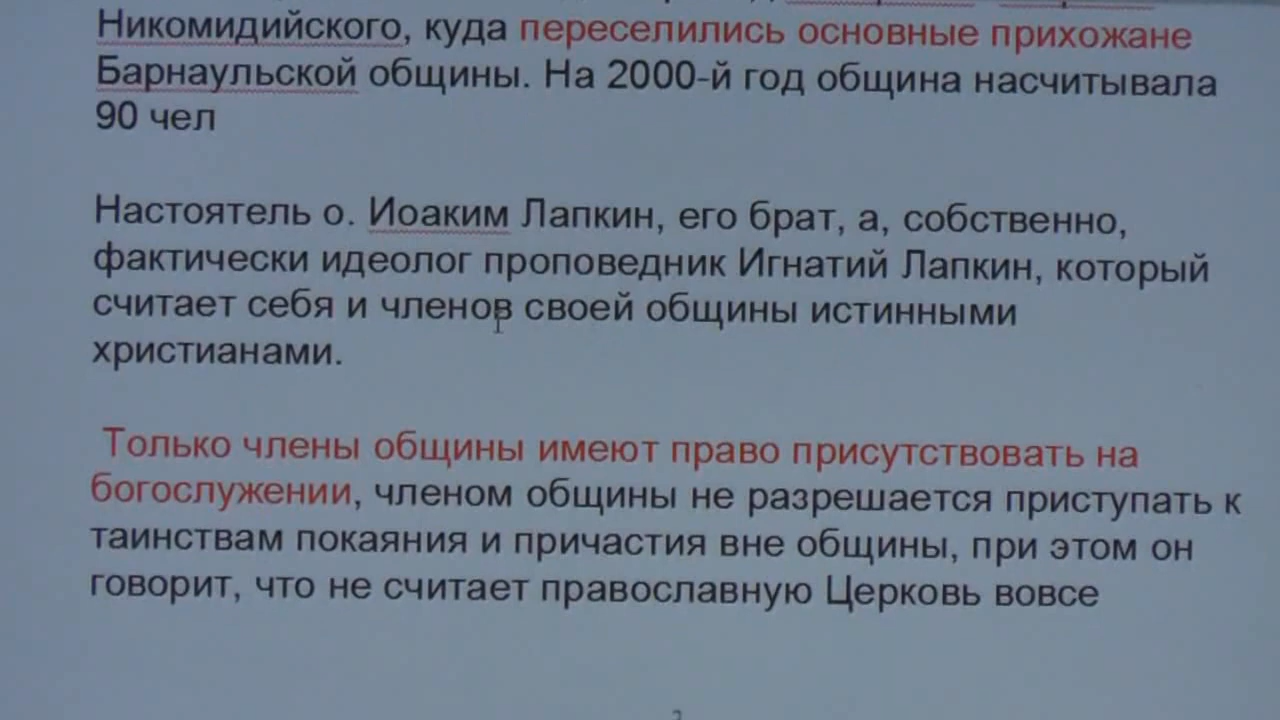 Никомидийского, куда переселились основные прихожане
Барнаульской общины. На 2000-й год община насчитывала
90 чел
Настоятель о. Иоаким Лапкин, его брат, а, собственно,
фактически идеолог проповедник Игнатий Лапкин, который
считает себя и членов своей общины истинными
христианами.
Только члены общины имеют право присутствовать на
богослужении, членом общины не разрешается приступать к
таинствам покаяния и причастия вне общины, при этом он
говорит, что не считает православную Церковь вовсе